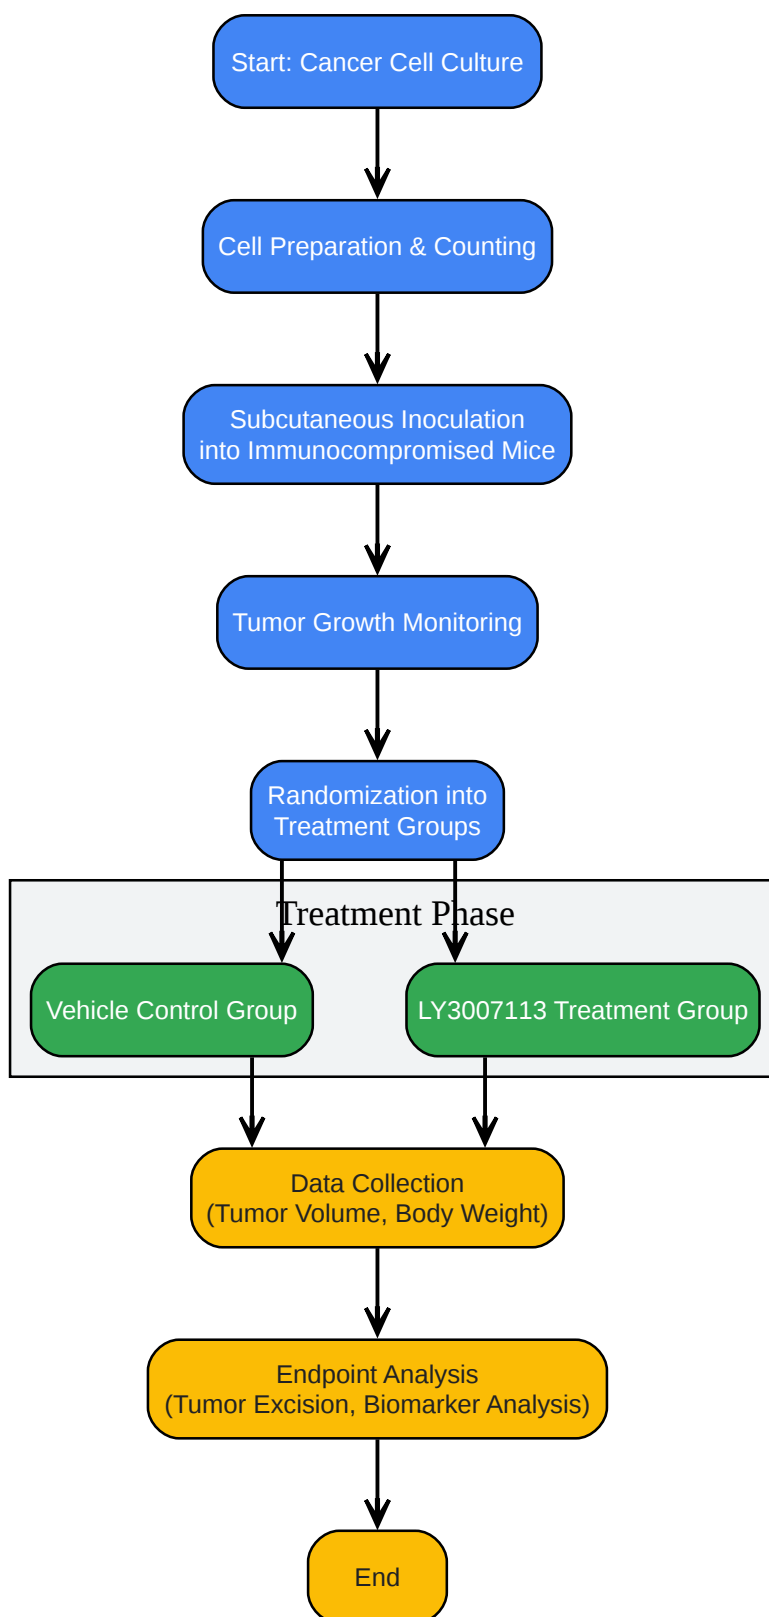 Start: Cancer Cell Culture
Cell Preparation & Counting
Subcutaneous Inoculation
into Immunocompromised Mice
Tumor Growth Monitoring
Randomization into
Treatment Groups
Treatment Phase
Vehicle Control Group
LY3007113 Treatment Group
Data Collection
(Tumor Volume, Body Weight)
Endpoint Analysis
(Tumor Excision, Biomarker Analysis)
End